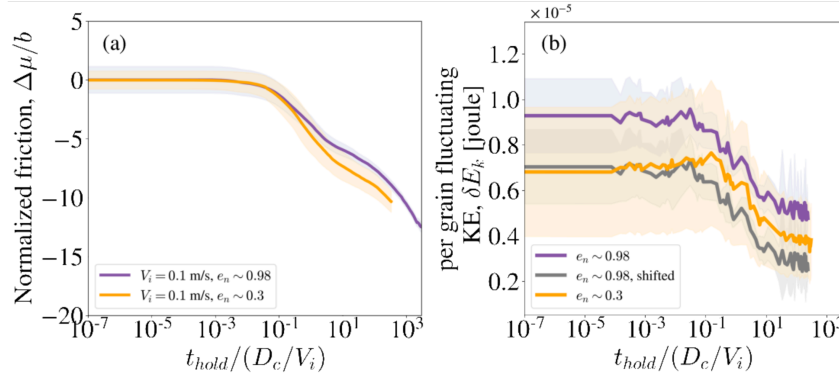 (a)
Normalized friction, Δμ/b
5
0
−5
−10
−15
−20
V_i = 0.1 m/s, e_n ∼ 0.98
V_i = 0.1 m/s, e_n ∼ 0.3
10^-7 10^-5 10^-3 10^-1 10^1 10^3
t_hold/(D_c/V_i)
×10^-5
(b)
per grain fluctuating
KE, δE_k [joule]
1.2
1.0
0.8
0.6
0.4
0.2
e_n ∼ 0.98
e_n ∼ 0.98, shifted
e_n ∼ 0.3
10^-7 10^-5 10^-3 10^-1 10^1 10^3
t_hold/(D_c/V_i)